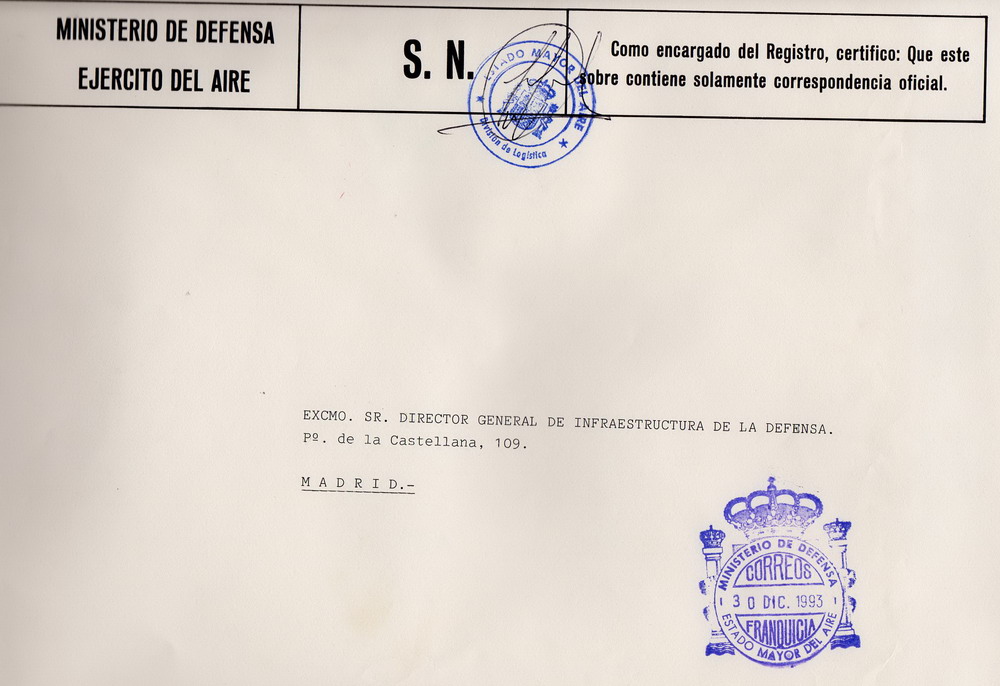 MINISTERIO DE DEFENSA
EJERCITO DEL AIRE
S. N.
Como encargado del Registro, certifico: Que este
sobre contiene solamente correspondencia oficial.
ESTADO MAYOR DEL AIRE
División de Logística
EXCMO. SR. DIRECTOR GENERAL DE INFRAESTRUCTURA DE LA DEFENSA.
Pº. de la Castellana, 109.
M A D R I D.-
MINISTERIO DE DEFENSA
CORREOS
3 0 DIC. 1993
FRANQUICIA
ESTADO MAYOR DEL AIRE